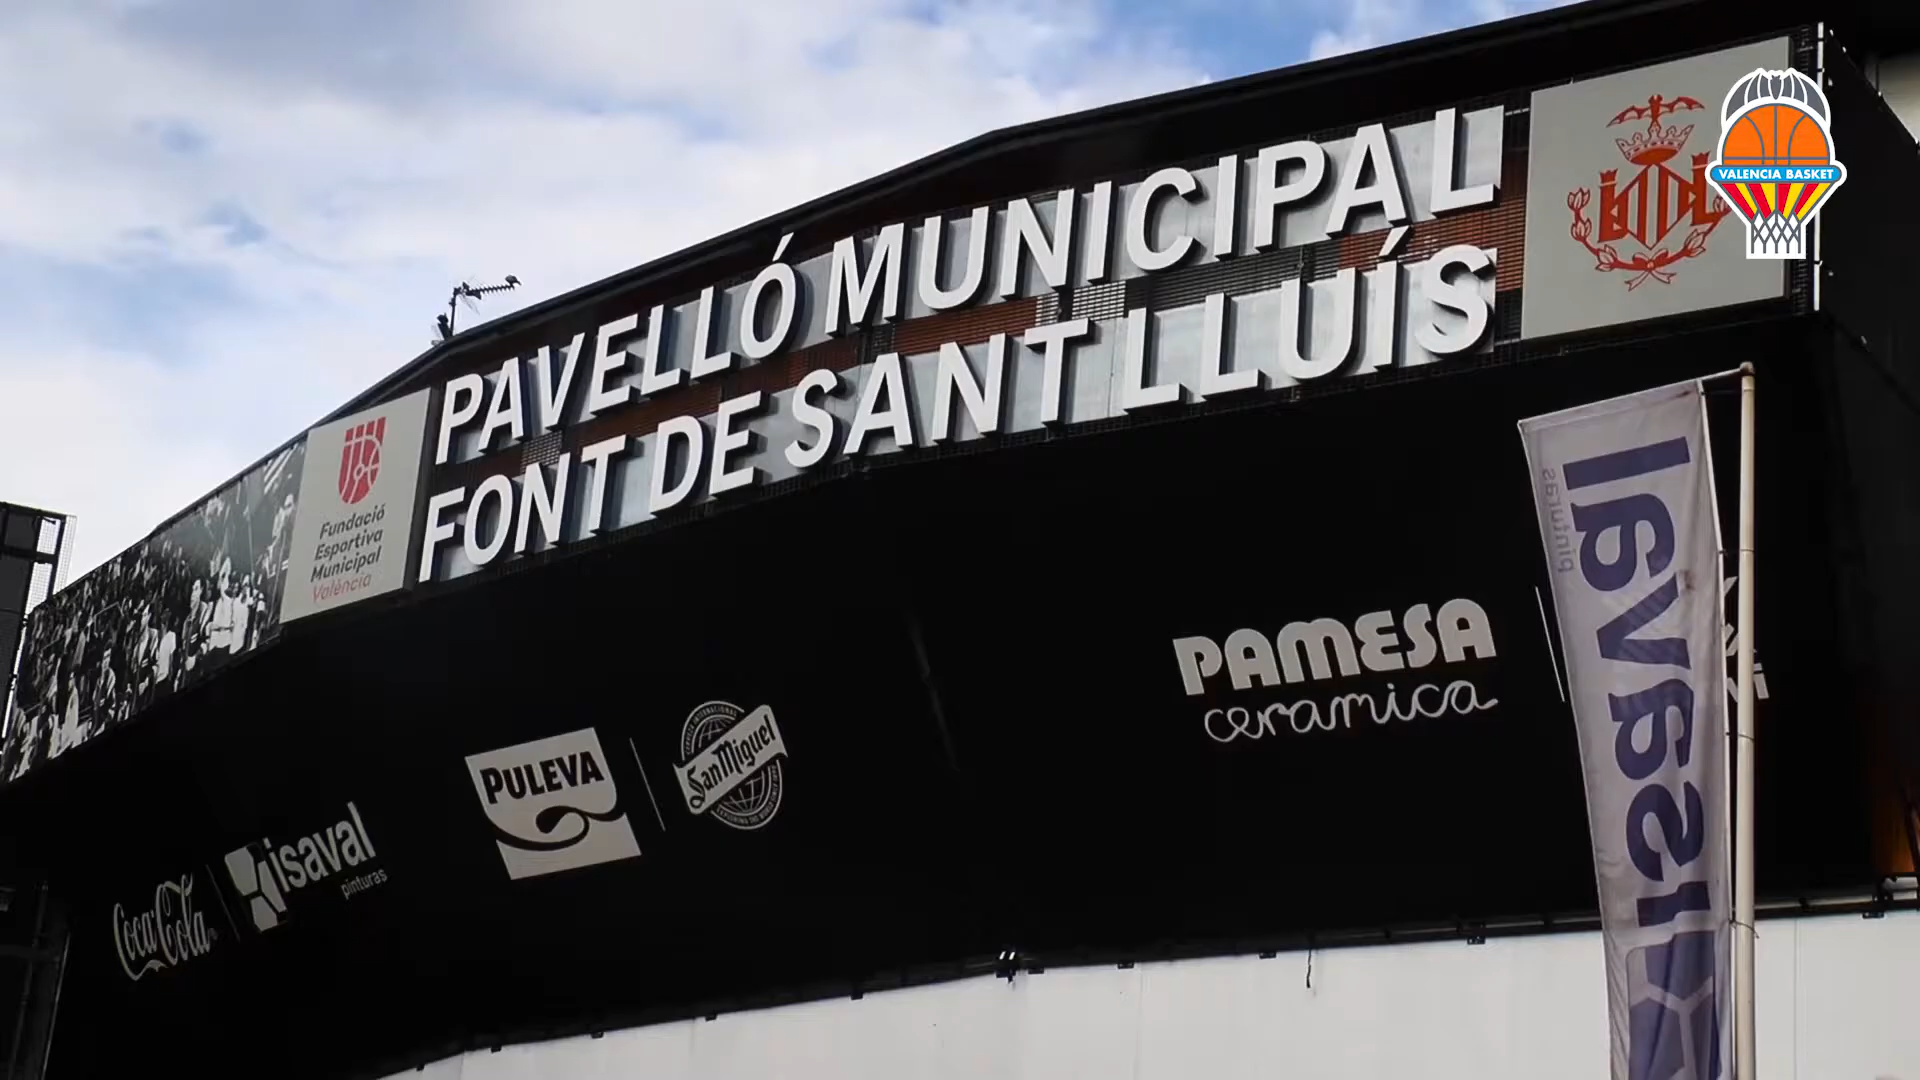 VALENCIA BASKET
PAVELLÓ MUNICIPAL
FONT DE SANT LLUÍS
Fundació
Esportiva
Municipal
València
pinturas
isaval
PAMESA
ceramica
PULEVA
San Miguel
isaval
pinturas
Coca-Cola